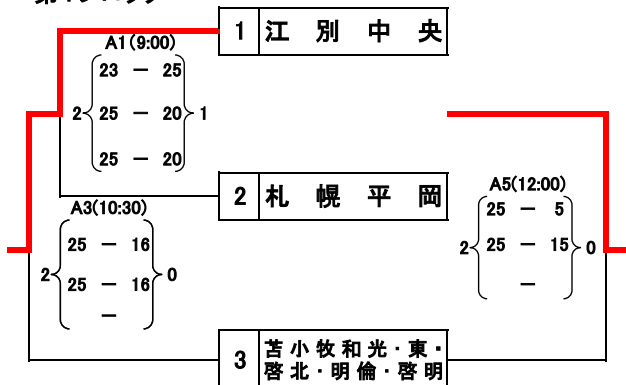 1 江別中央
A1(9:00)
23 － 25
2 25 － 20 1
25 － 20
2 札幌平岡
A3(10:30)
25 － 16
2 25 － 16 0
－
A5(12:00)
25 － 5
2 25 － 15 0
－
3 苫小牧和光・東・
啓北・明倫・啓明